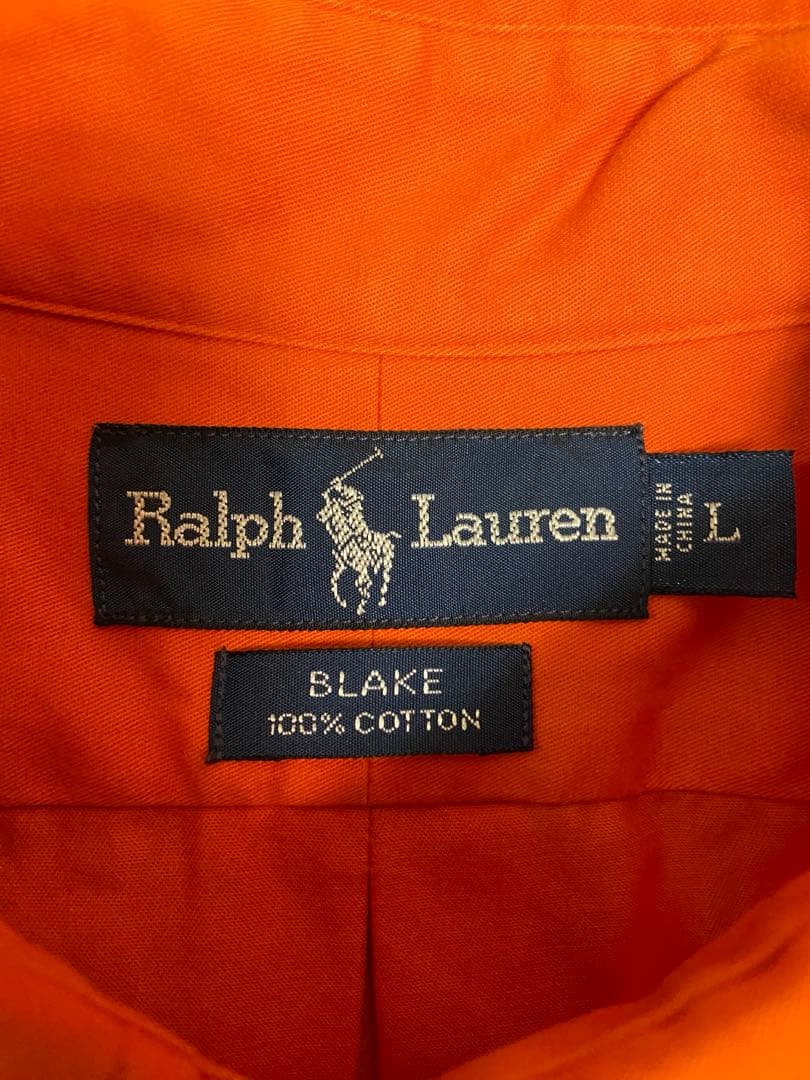 Ralph Lauren
MADE IN
CHINA
L
BLAKE
100% COTTON